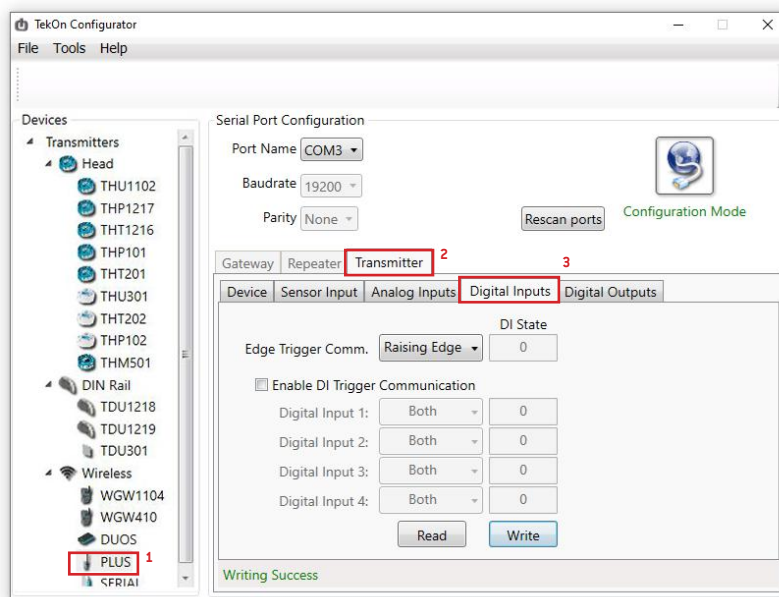 TekOn Configurator
File Tools Help
Devices
Transmitters
Head
THU1102
THP1217
THT1216
THP101
THT201
THU301
THT202
THP102
THM501
DIN Rail
TDU1218
TDU1219
TDU301
Wireless
WGW1104
WGW410
DUOS
PLUS 1
SERIAL
Serial Port Configuration
Port Name COM3
Baudrate 19200
Parity None
Rescan ports
Configuration Mode
Gateway Repeater Transmitter 2
3
Device Sensor Input Analog Inputs Digital Inputs Digital Outputs
DI State
Edge Trigger Comm. Raising Edge 0
Enable DI Trigger Communication
Digital Input 1: Both 0
Digital Input 2: Both 0
Digital Input 3: Both 0
Digital Input 4: Both 0
Read Write
Writing Success